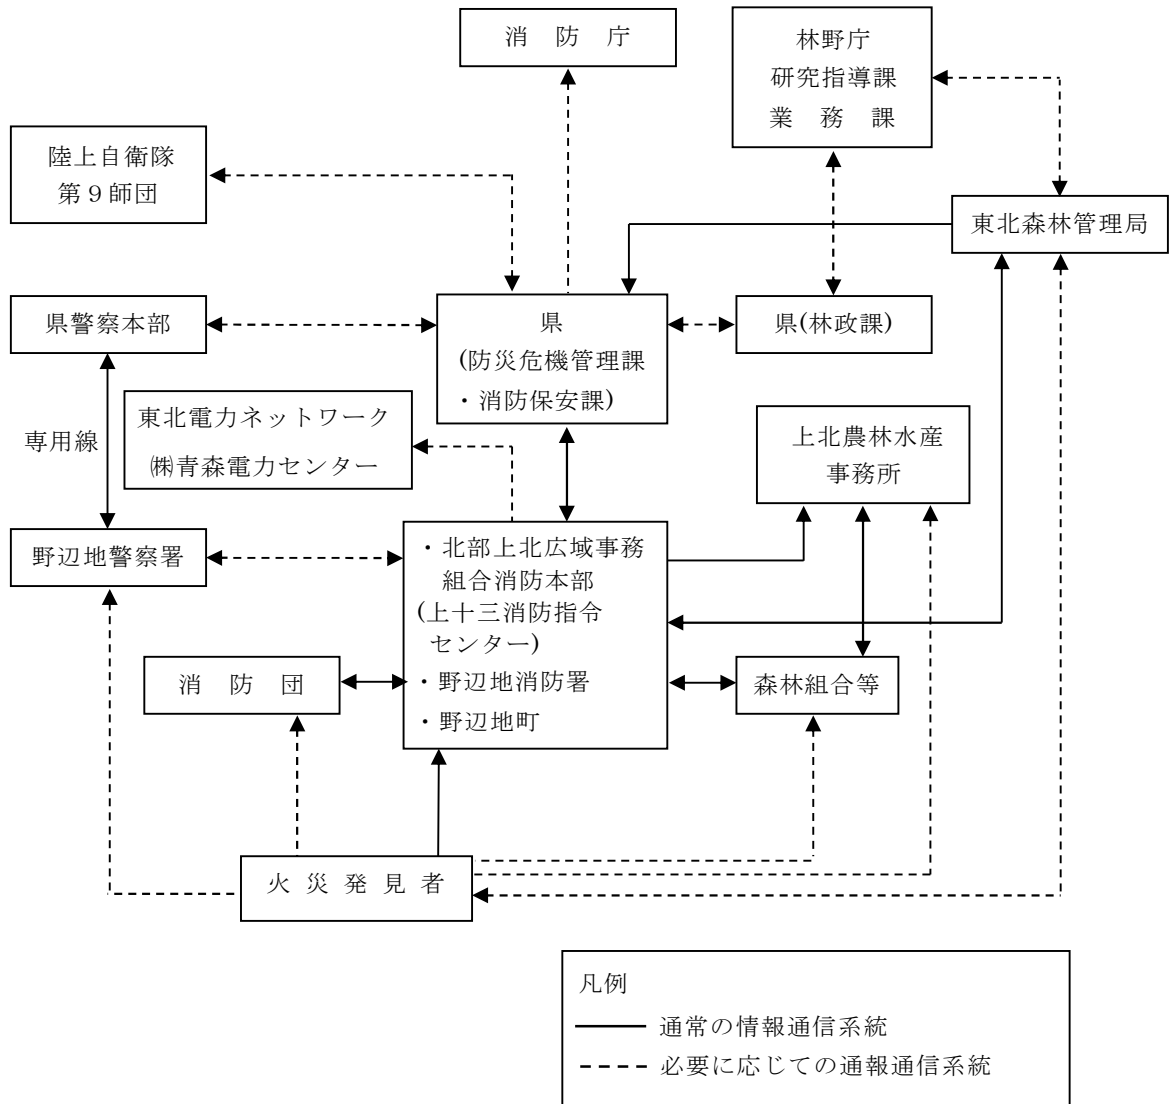 消 防 庁
林野庁
研究指導課
業 務 課
陸上自衛隊
第９師団
東北森林管理局
県警察本部
県
(防災危機管理課
・消防保安課)
県(林政課)
専用線
東北電力ネットワーク
㈱青森電力センター
上北農林水産
事務所
野辺地警察署
・北部上北広域事務
組合消防本部
(上十三消防指令
センター)
・野辺地消防署
・野辺地町
消 防 団
森林組合等
火 災 発 見 者
凡例
通常の情報通信系統
必要に応じての通報通信系統